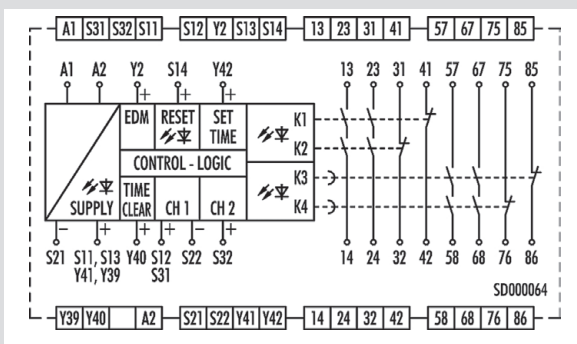 A1 S31 S32 S11 S12 Y2 S13 S14 13 23 31 41 57 67 75 85
A1 A2 Y2 S14 Y42 13 23 31 41 57 67 75 85
+ + +
EDM RESET SET TIME K1
K2
CONTROL - LOGIC
K3
SUPPLY TIME CLEAR CH 1 CH 2 K4
− + + + − +
S21 S11, S13 Y40 S12 S22 S32 14 24 32 42 58 68 76 86
Y41, Y39 S31
SD000064
Y39 Y40 A2 S21 S22 Y41 Y42 14 24 32 42 58 68 76 86